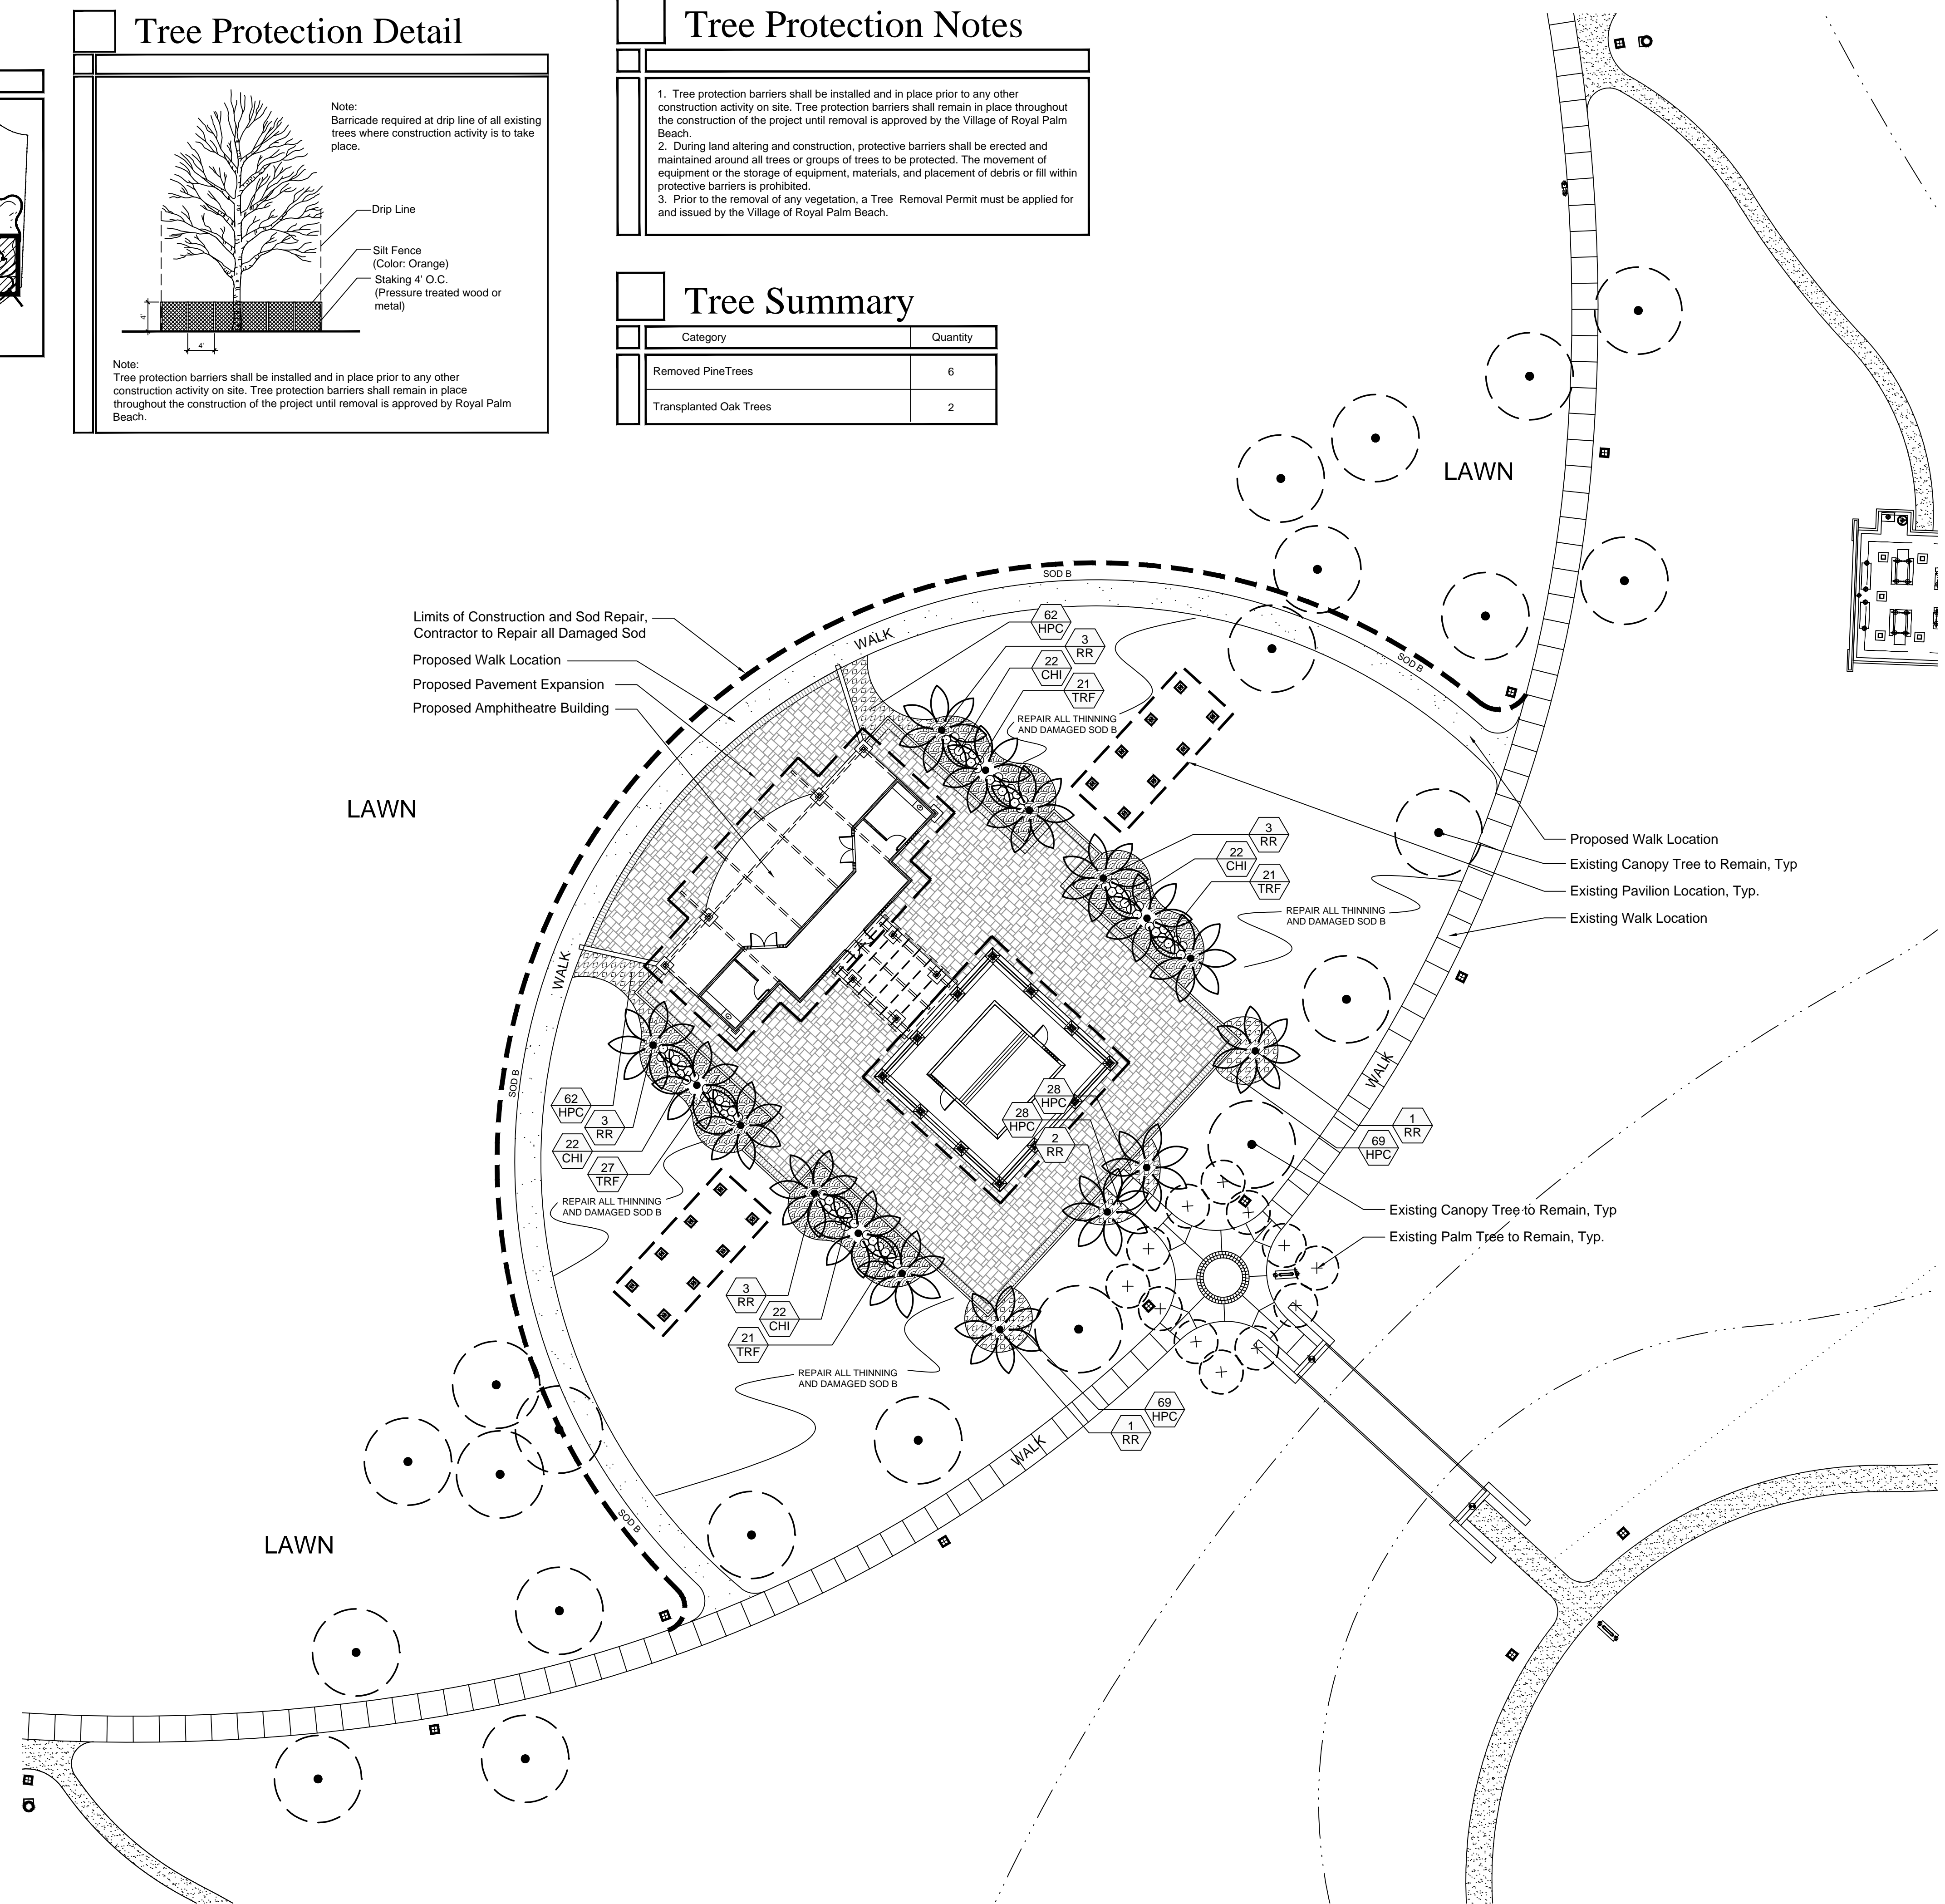 Tree Protection Detail
Note:
Barricade required at drip line of all existing
trees where construction activity is to take
place.
Drip Line
Silt Fence
(Color: Orange)
Staking 4' O.C.
(Pressure treated wood or
metal)
4'
4'
Note:
Tree protection barriers shall be installed and in place prior to any other
construction activity on site. Tree protection barriers shall remain in place
throughout the construction of the project until removal is approved by Royal Palm
Beach.
Tree Protection Notes
1. Tree protection barriers shall be installed and in place prior to any other
construction activity on site. Tree protection barriers shall remain in place throughout
the construction of the project until removal is approved by the Village of Royal Palm
Beach.
2. During land altering and construction, protective barriers shall be erected and
maintained around all trees or groups of trees to be protected. The movement of
equipment or the storage of equipment, materials, and placement of debris or fill within
protective barriers is prohibited.
3. Prior to the removal of any vegetation, a Tree Removal Permit must be applied for
and issued by the Village of Royal Palm Beach.
Tree Summary
Category Quantity
Removed PineTrees 6
Transplanted Oak Trees 2
LAWN
SOD B
Limits of Construction and Sod Repair,
Contractor to Repair all Damaged Sod
Proposed Walk Location
Proposed Pavement Expansion
Proposed Amphitheatre Building
WALK
62
HPC
3
RR
22
CHI
21
TRF
SOD B
REPAIR ALL THINNING
AND DAMAGED SOD B
LAWN
3
RR
22
CHI
21
TRF
REPAIR ALL THINNING
AND DAMAGED SOD B
Proposed Walk Location
Existing Canopy Tree to Remain, Typ
Existing Pavilion Location, Typ.
Existing Walk Location
WALK
SOD B
WALK
62
HPC
3
RR
22
CHI
27
TRF
28
HPC
28
HPC
2
RR
1
RR
69
HPC
REPAIR ALL THINNING
AND DAMAGED SOD B
Existing Canopy Tree to Remain, Typ
Existing Palm Tree to Remain, Typ.
3
RR
22
CHI
21
TRF
REPAIR ALL THINNING
AND DAMAGED SOD B
69
HPC
1
RR
WALK
SOD B
LAWN